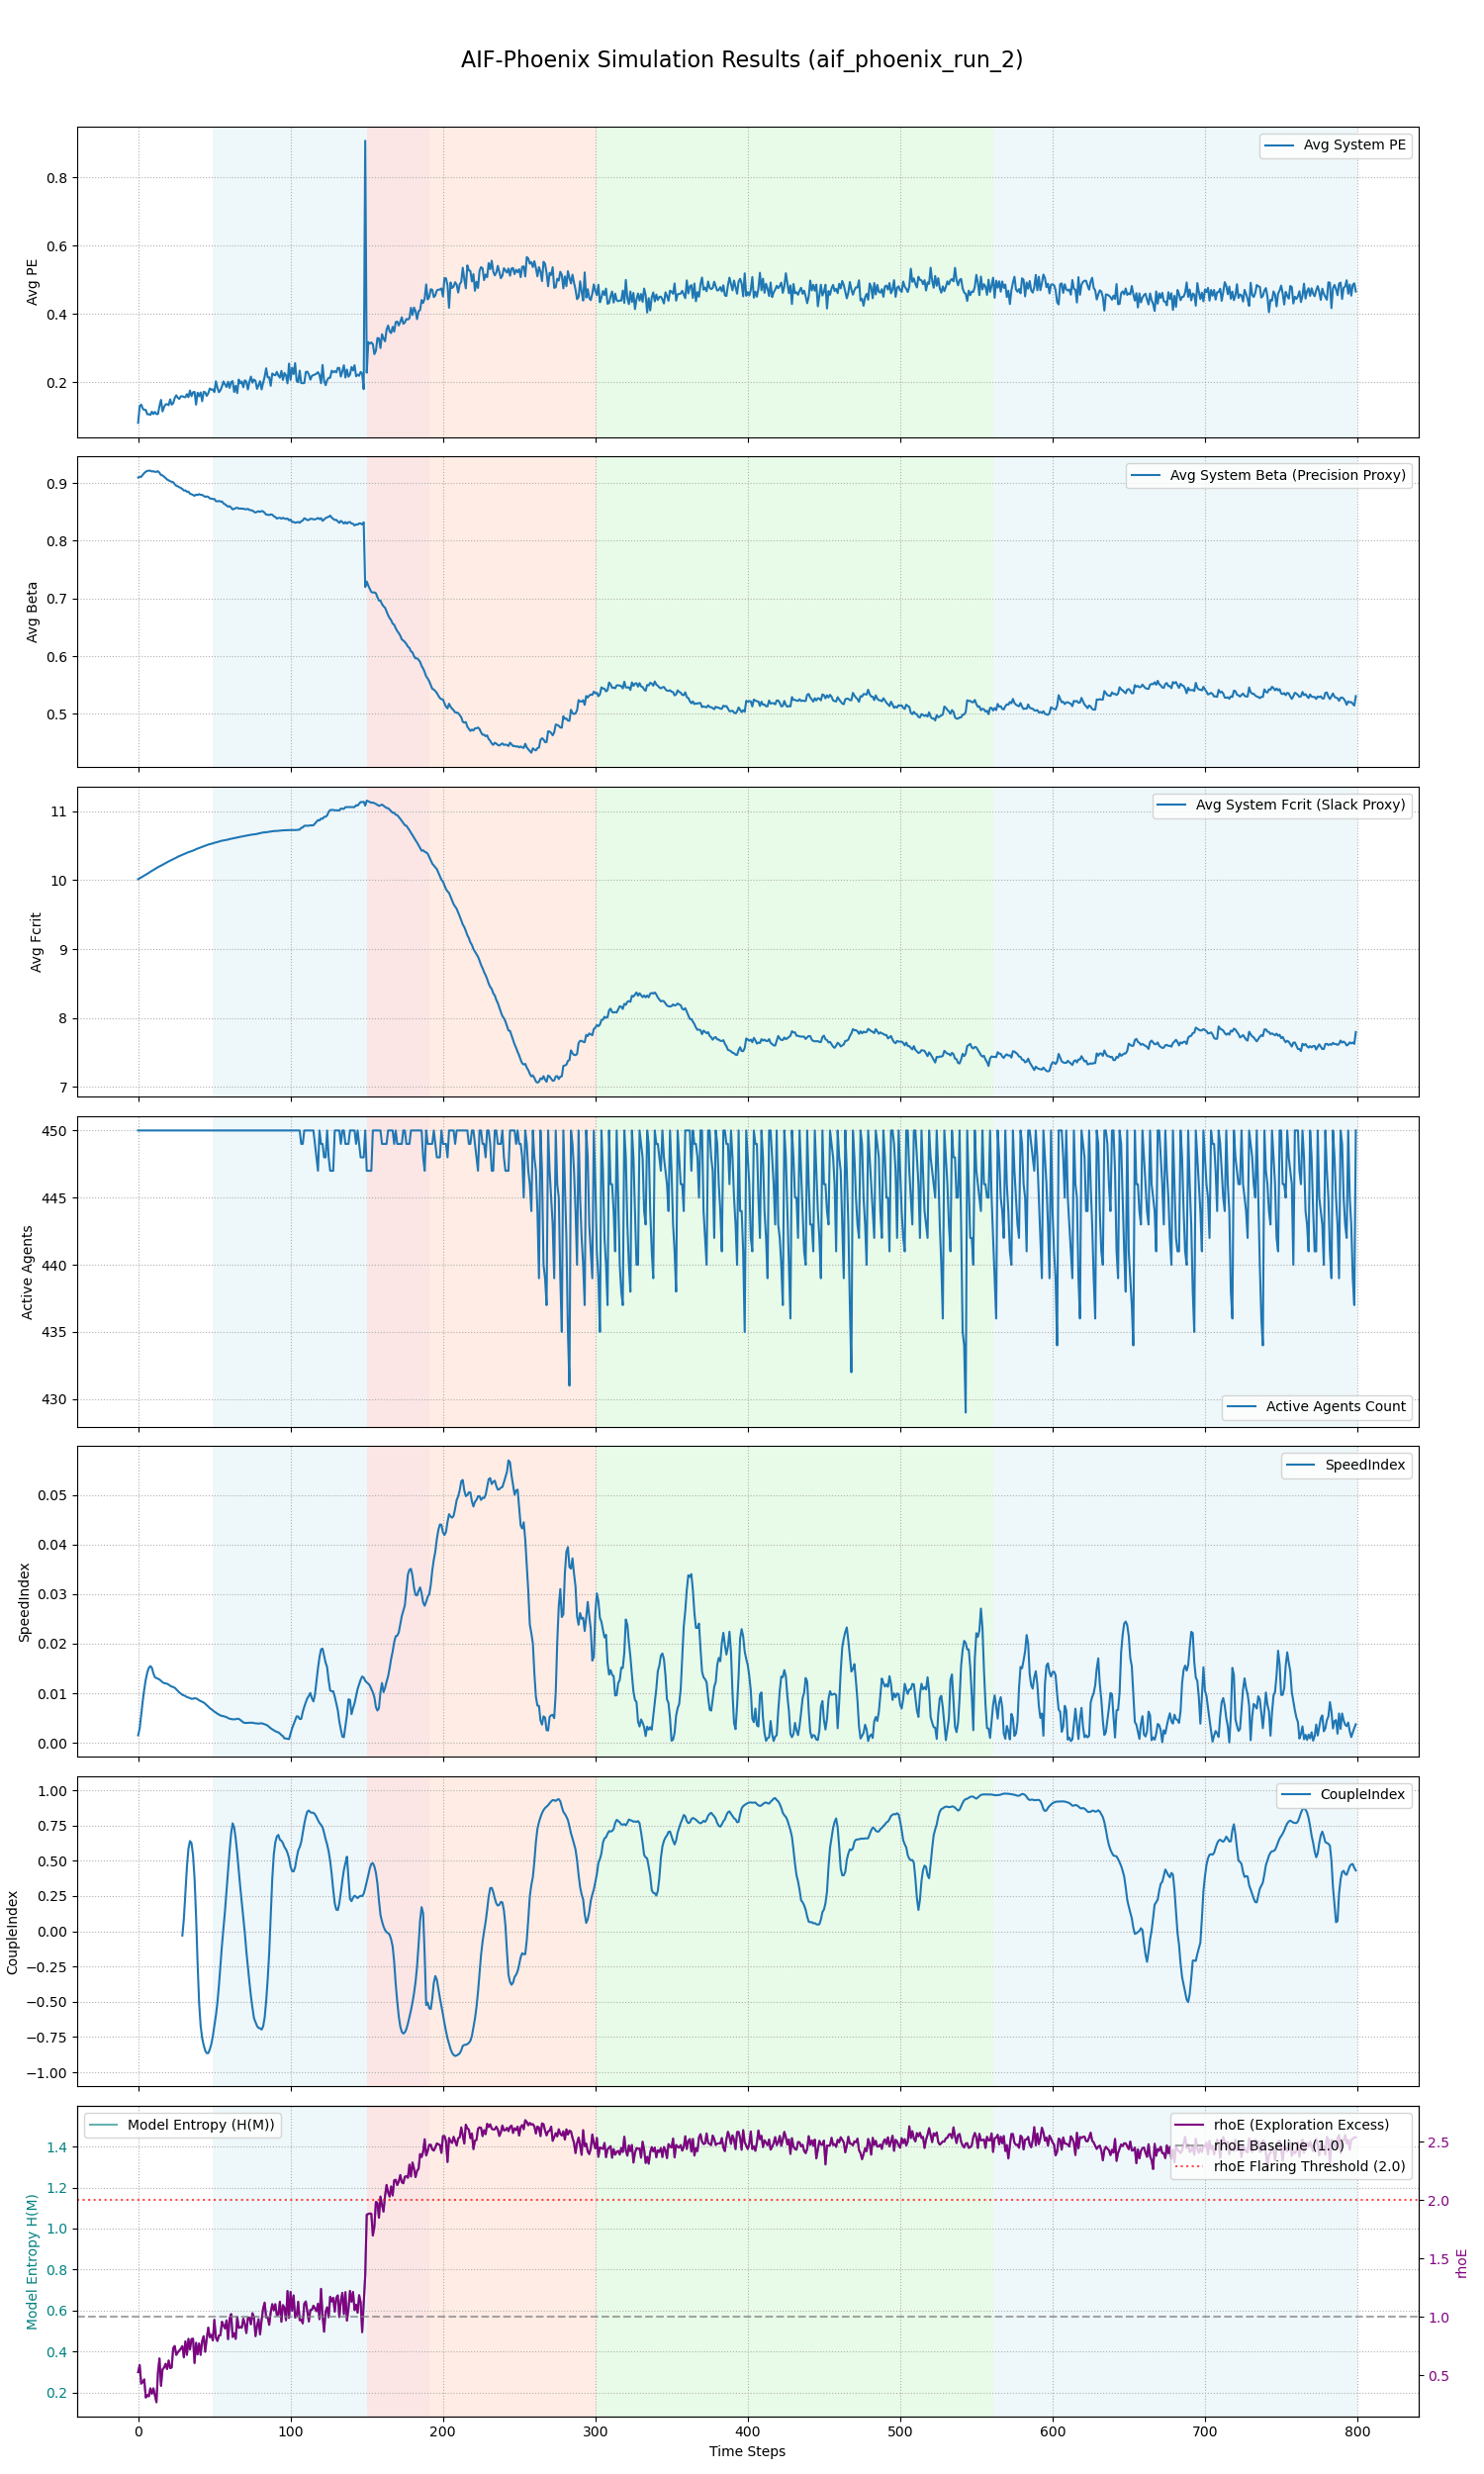 AIF-Phoenix Simulation Results (aif_phoenix_run_2)
Avg System PE
0.8
0.6
0.4
0.2
Avg PE
Avg System Beta (Precision Proxy)
0.9
0.8
0.7
0.6
0.5
Avg Beta
Avg System Fcrit (Slack Proxy)
11
10
9
8
7
Avg Fcrit
450
445
440
435
430
Active Agents
Active Agents Count
SpeedIndex
0.05
0.04
0.03
0.02
0.01
0.00
SpeedIndex
CoupleIndex
1.00
0.75
0.50
0.25
0.00
−0.25
−0.50
−0.75
−1.00
CoupleIndex
Model Entropy (H(M))
rhoE (Exploration Excess)
rhoE Baseline (1.0)
rhoE Flaring Threshold (2.0)
1.4
1.2
1.0
0.8
0.6
0.4
0.2
Model Entropy H(M)
2.5
2.0
1.5
1.0
0.5
rhoE
0 100 200 300 400 500 600 700 800
Time Steps